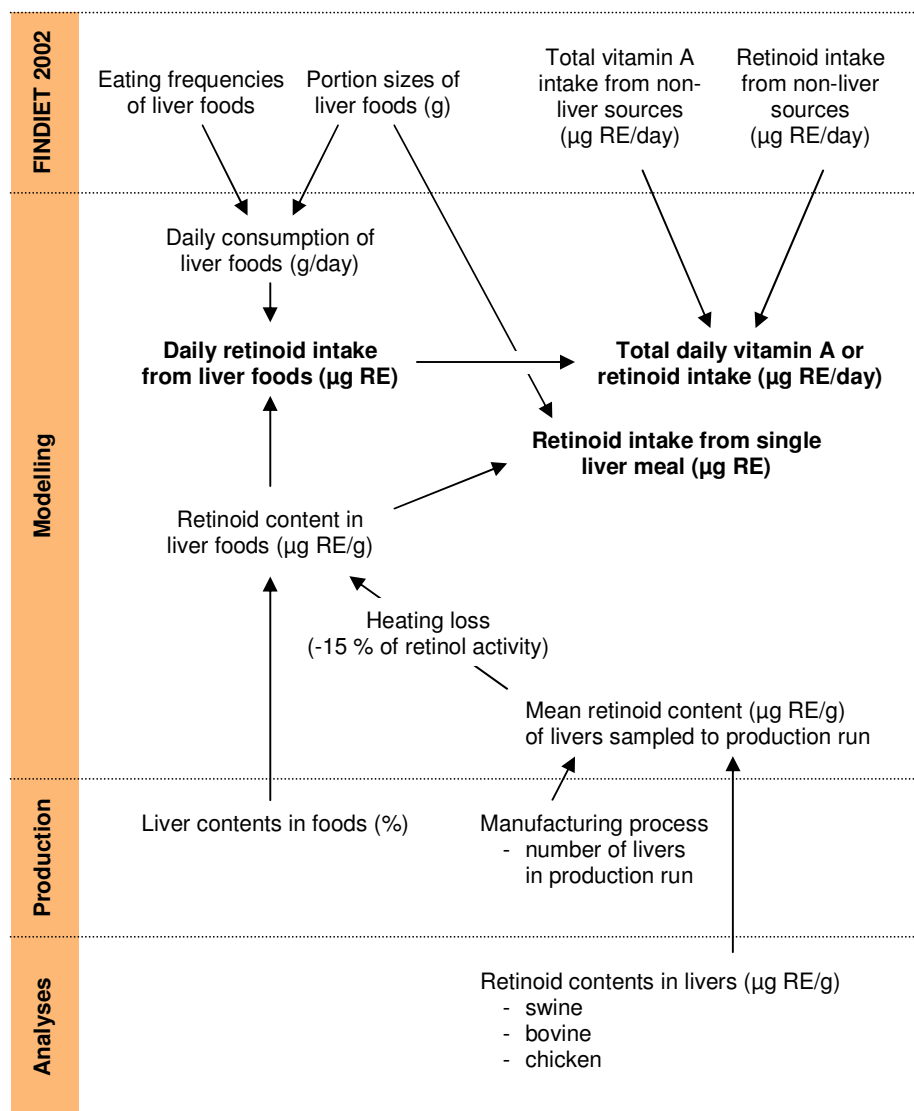 FINDIET 2002
Eating frequencies
of liver foods
Portion sizes of
liver foods (g)
Total vitamin A
intake from non-
liver sources
(µg RE/day)
Retinoid intake
from non-liver
sources
(µg RE/day)
Modelling
Daily consumption of
liver foods (g/day)
Daily retinoid intake
from liver foods (µg RE)
Total daily vitamin A or
retinoid intake (µg RE/day)
Retinoid intake from single
liver meal (µg RE)
Retinoid content in
liver foods (µg RE/g)
Heating loss
(-15 % of retinol activity)
Mean retinoid content (µg RE/g)
of livers sampled to production run
Production
Liver contents in foods (%)
Manufacturing process
- number of livers
in production run
Analyses
Retinoid contents in livers (µg RE/g)
- swine
- bovine
- chicken